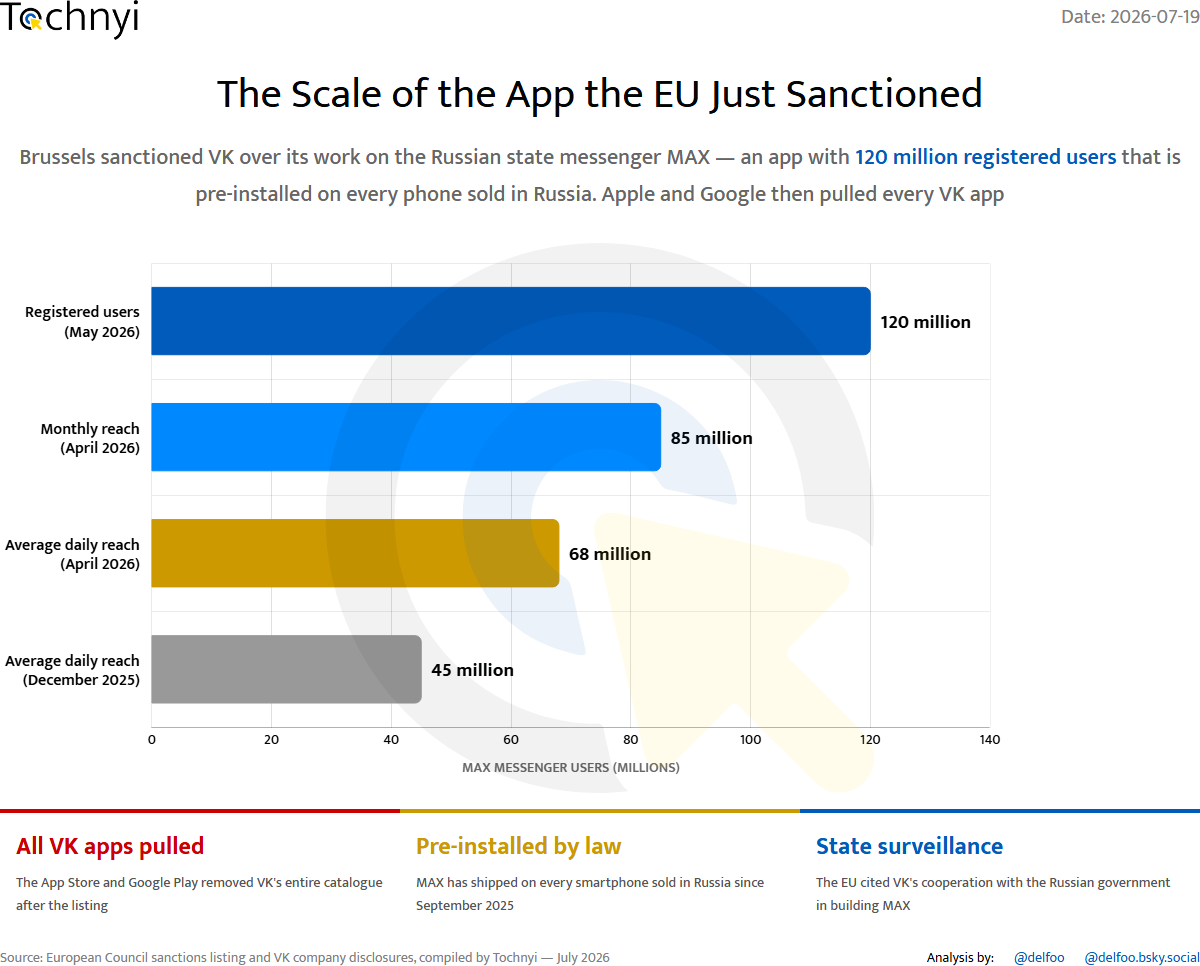 Tochnyi
Date: 2026-07-19
The Scale of the App the EU Just Sanctioned
Brussels sanctioned VK over its work on the Russian state messenger MAX — an app with 120 million registered users that is
pre-installed on every phone sold in Russia. Apple and Google then pulled every VK app
Registered users
(May 2026)
120 million
Monthly reach
(April 2026)
85 million
Average daily reach
(April 2026)
68 million
Average daily reach
(December 2025)
45 million
0 20 40 60 80 100 120 140
MAX MESSENGER USERS (MILLIONS)
All VK apps pulled
The App Store and Google Play removed VK's entire catalogue
after the listing
Pre-installed by law
MAX has shipped on every smartphone sold in Russia since
September 2025
State surveillance
The EU cited VK's cooperation with the Russian government
in building MAX
Source: European Council sanctions listing and VK company disclosures, compiled by Tochnyi — July 2026
Analysis by: @delfoo @delfoo.bsky.social